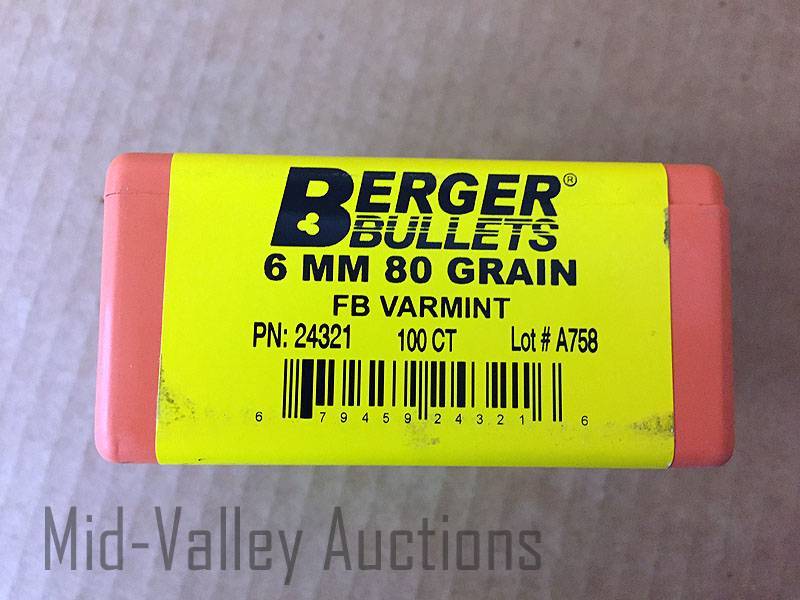 BERGER®
BULLETS
6 MM 80 GRAIN
FB VARMINT
PN: 24321 100 CT Lot # A758
6 79459 24321 6
Mid-Valley Auctions